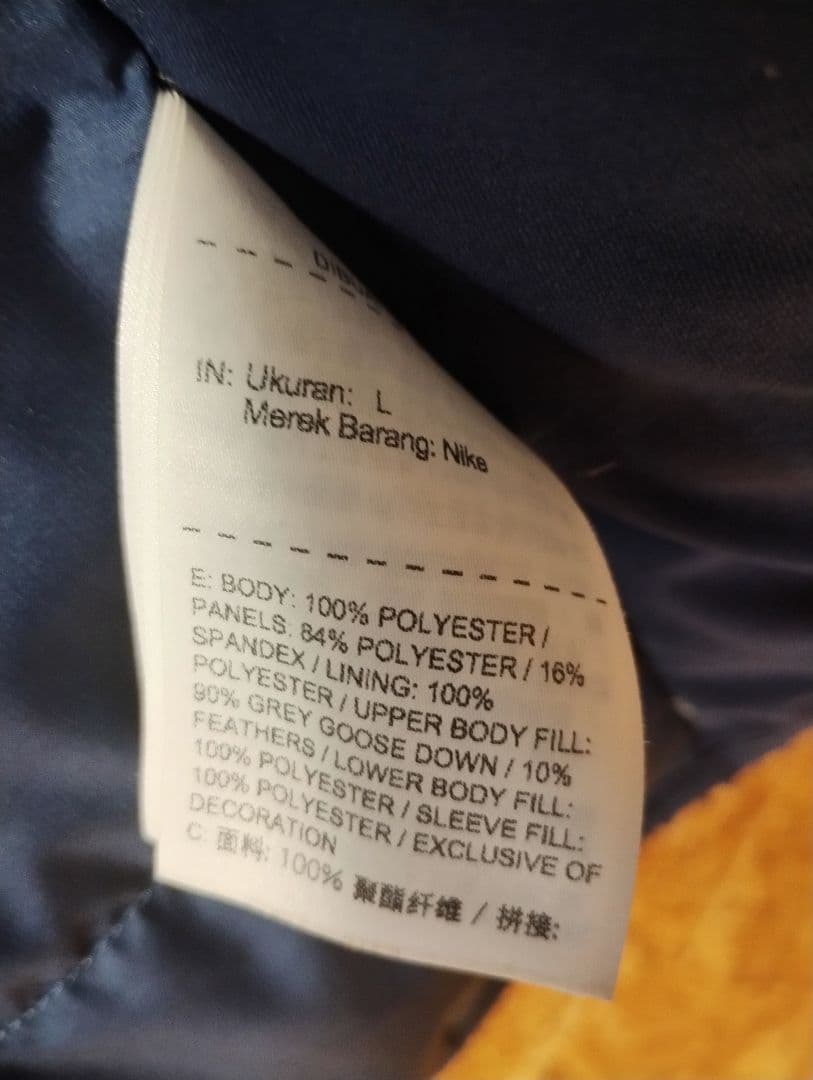 IN: Ukuran: L
Merek Barang: Nike
E: BODY: 100% POLYESTER /
PANELS: 84% POLYESTER / 16%
SPANDEX / LINING: 100%
POLYESTER / UPPER BODY FILL:
90% GREY GOOSE DOWN / 10%
FEATHERS / LOWER BODY FILL:
100% POLYESTER / SLEEVE FILL:
100% POLYESTER / EXCLUSIVE OF
DECORATION
C: 面料: 100% 聚酯纤维 / 拼接: